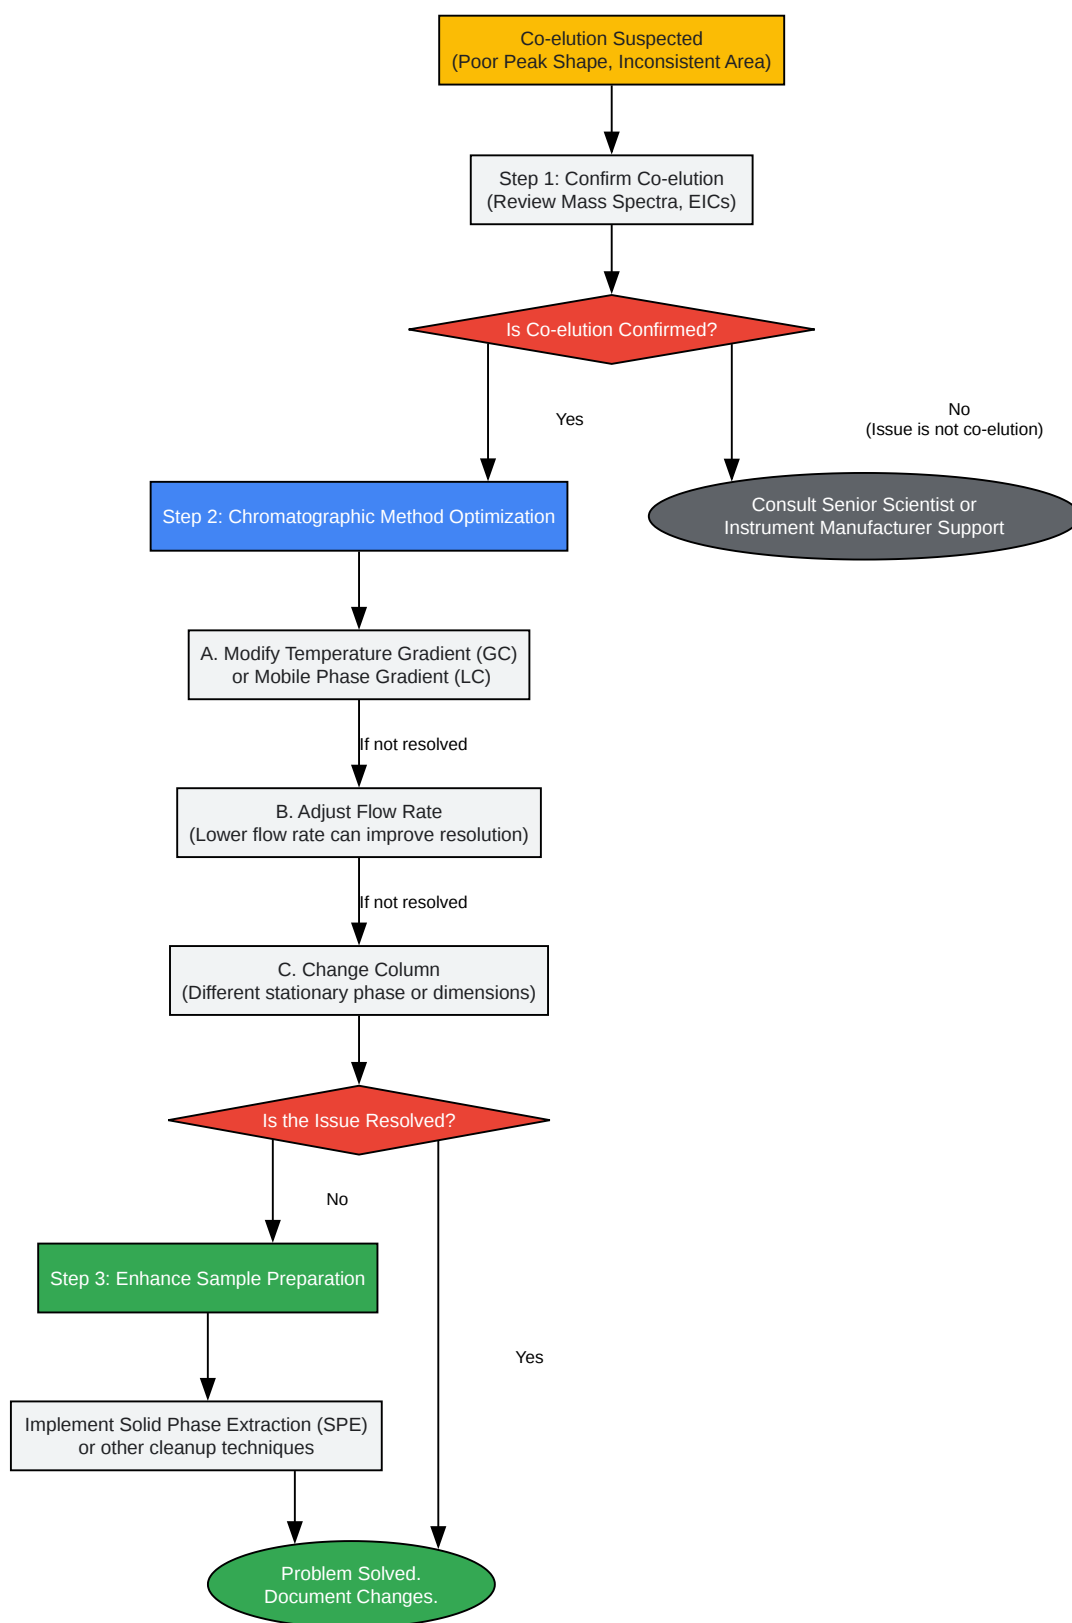 Co-elution Suspected
(Poor Peak Shape, Inconsistent Area)
Step 1: Confirm Co-elution
(Review Mass Spectra, EICs)
Is Co-elution Confirmed?
Yes
No
(Issue is not co-elution)
Step 2: Chromatographic Method Optimization
Consult Senior Scientist or
Instrument Manufacturer Support
A. Modify Temperature Gradient (GC)
or Mobile Phase Gradient (LC)
If not resolved
B. Adjust Flow Rate
(Lower flow rate can improve resolution)
If not resolved
C. Change Column
(Different stationary phase or dimensions)
Is the Issue Resolved?
No
Step 3: Enhance Sample Preparation
Yes
Implement Solid Phase Extraction (SPE)
or other cleanup techniques
Problem Solved.
Document Changes.